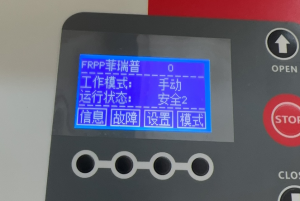 FRPP菲瑞普 0
工作模式: 手动
运行状态: 安全2
信息 故障 设置 模式
OPEN
STO
CLOS